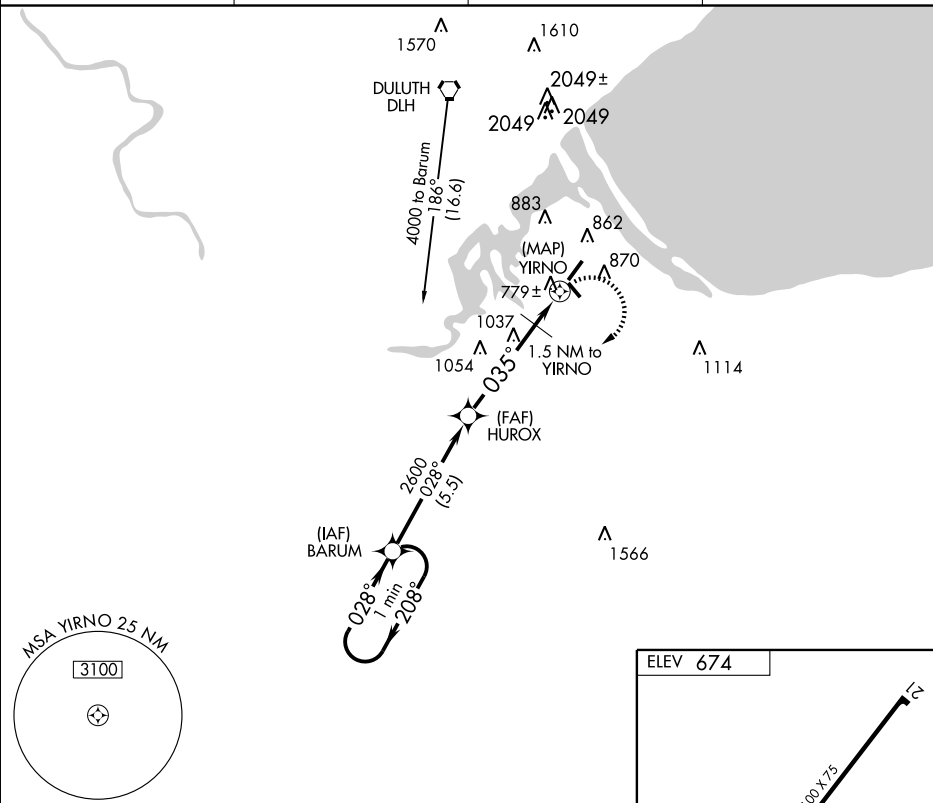 1570
1610
DULUTH
DLH
2049±
2049
2049
4000 to Barum
186°
(16.6)
883
862
(MAP)
YIRNO
870
779±
1037
1.5 NM to
YIRNO
1054
035°
1114
(FAF)
HUROX
2600
028°
(5.5)
(IAF)
BARUM
1566
028°
1 min
208°
MSA YIRNO 25 NM
3100
ELEV 674
21